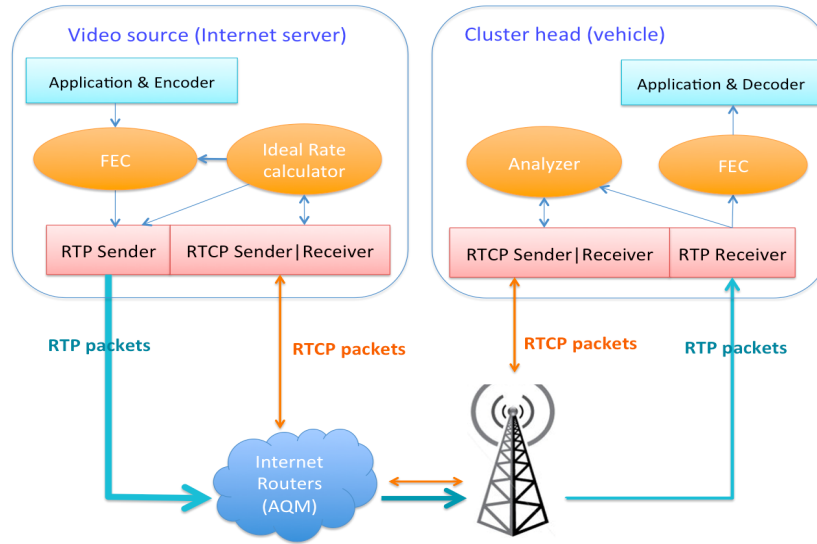 Video source (Internet server)
Application & Encoder
FEC
Ideal Rate
calculator
RTP Sender
RTCP Sender|Receiver
Cluster head (vehicle)
Application & Decoder
Analyzer
FEC
RTCP Sender|Receiver
RTP Receiver
RTP packets
RTCP packets
RTCP packets
RTP packets
Internet
Routers
(AQM)